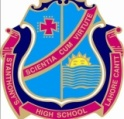 SCIENTIA CUM VIRTUTE
ST.ANTHONY'S
HIGH SCHOOL
LAHORE CANTT